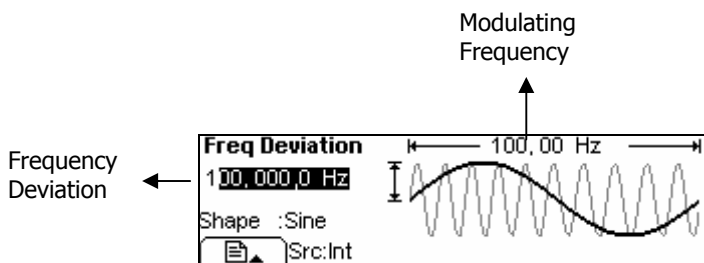 Modulating
Frequency
Frequency
Deviation
Freq Deviation
100,000,0 Hz
Shape :Sine
Src:Int
100,00 Hz